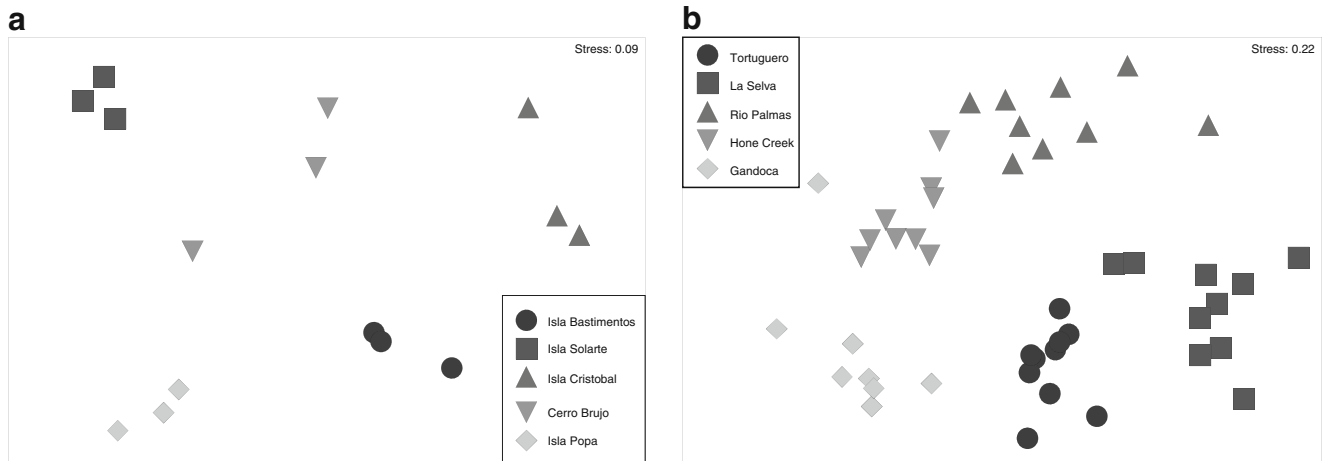 a
Stress: 0.09
Isla Bastimentos
Isla Solarte
Isla Cristobal
Cerro Brujo
Isla Popa
b
Stress: 0.22
Tortuguero
La Selva
Rio Palmas
Hone Creek
Gandoca